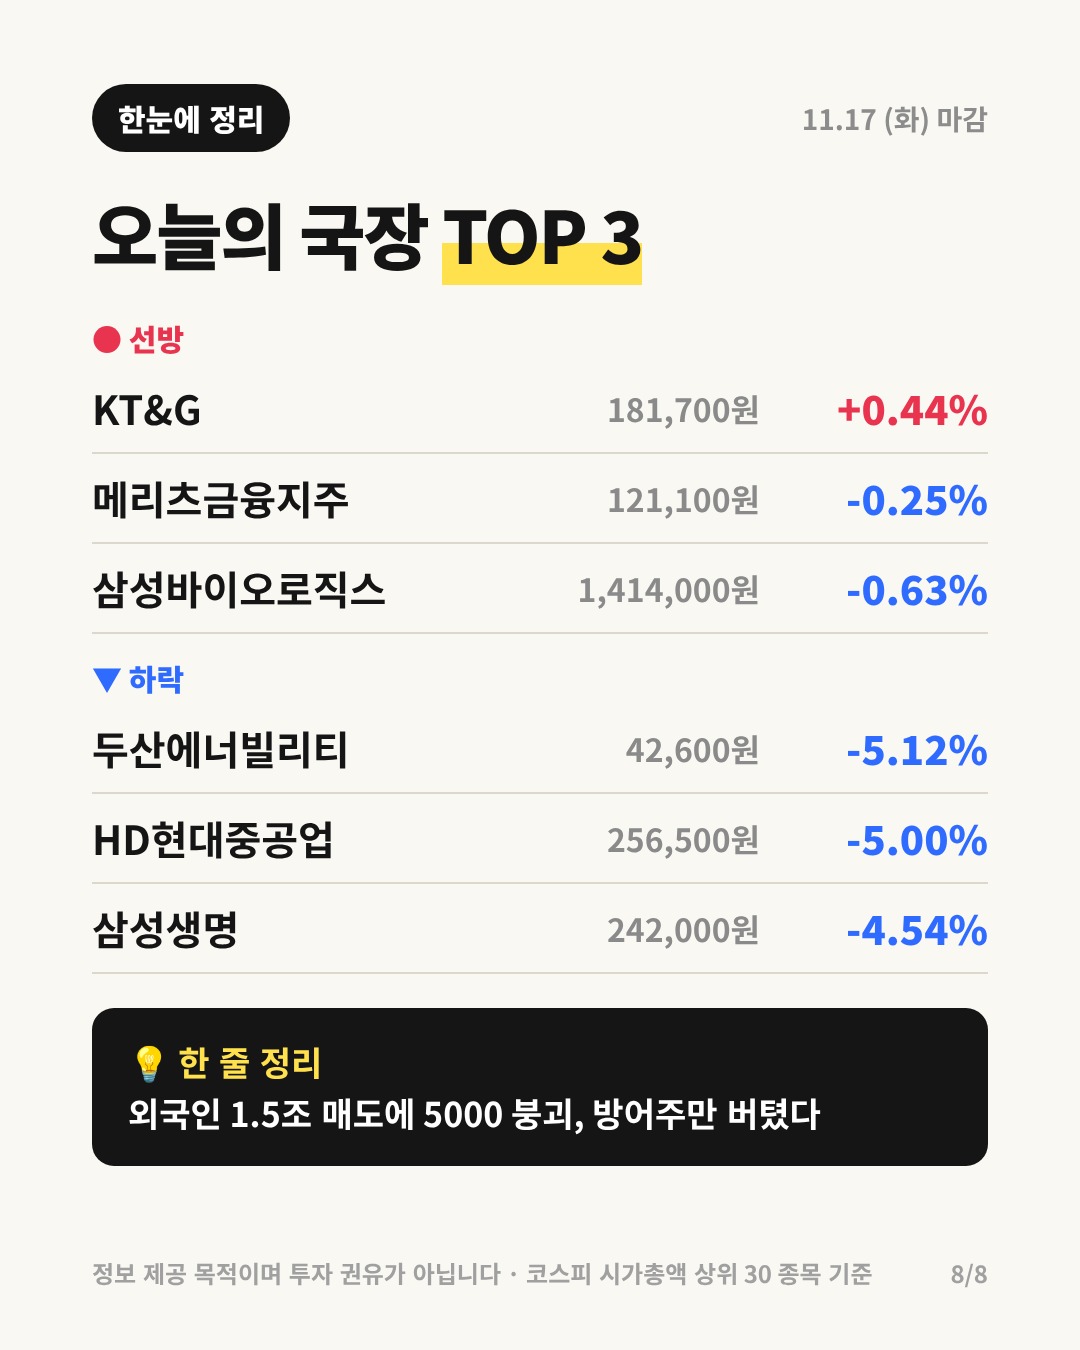 한눈에 정리
11.17 (화) 마감
오늘의 국장 TOP 3
● 선방
KT&G 181,700원 +0.44%
메리츠금융지주 121,100원 -0.25%
삼성바이오로직스 1,414,000원 -0.63%
▼ 하락
두산에너빌리티 42,600원 -5.12%
HD현대중공업 256,500원 -5.00%
삼성생명 242,000원 -4.54%
💡 한 줄 정리
외국인 1.5조 매도에 5000 붕괴, 방어주만 버텼다
정보 제공 목적이며 투자 권유가 아닙니다 · 코스피 시가총액 상위 30 종목 기준 8/8